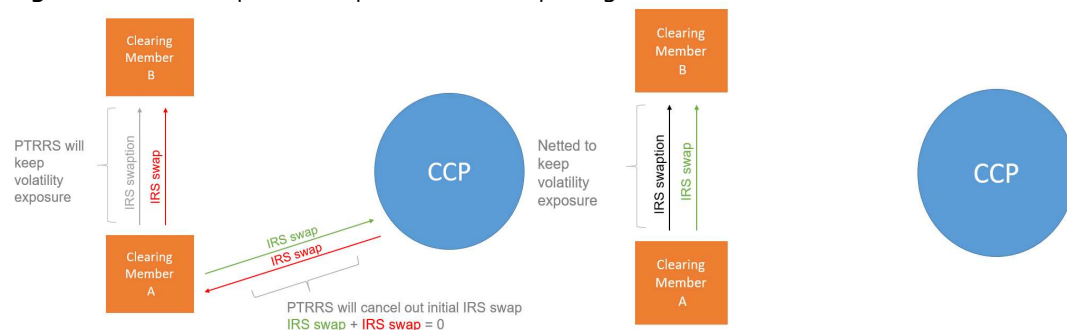 Clearing
Member
B
PTRRS will
keep
volatility
exposure
IRS swaption
IRS swap
CCP
IRS swap
IRS swap
Clearing
Member
A
PTRRS will cancel out initial IRS swap
IRS swap + IRS swap = 0
Clearing
Member
B
Netted to
keep
volatility
exposure
IRS swaption
IRS swap
CCP
Clearing
Member
A